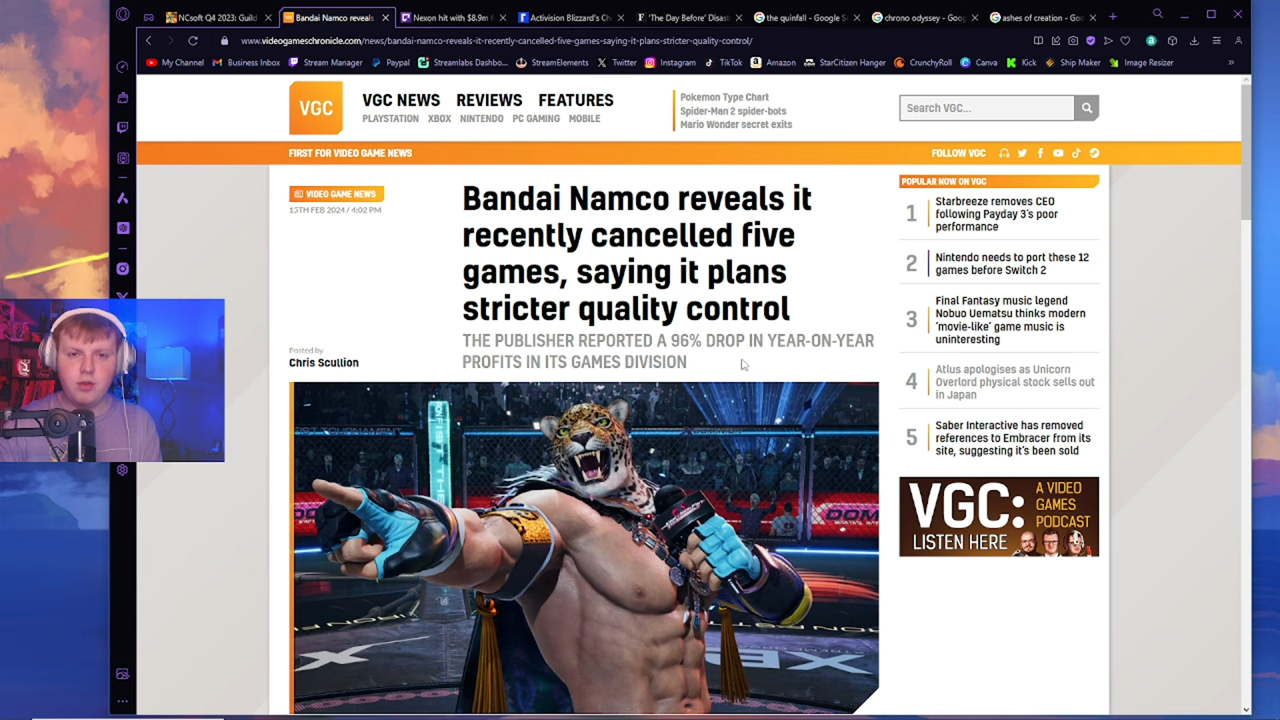 NCsoft Q4 2023: Guild
Bandai Namco reveals
Nexon hit with $8.9m f
Activision Blizzard's Ch
'The Day Before' Disast
the quinfall - Google S
chrono odyssey - Goog
ashes of creation - Goo
www.videogameschronicle.com/news/bandai-namco-reveals-it-recently-cancelled-five-games-saying-it-plans-stricter-quality-control/
My Channel
Business Inbox
Stream Manager
Paypal
Streamlabs Dashbo...
StreamElements
Twitter
Instagram
TikTok
Amazon
StarCitizen Hanger
CrunchyRoll
Canva
Kick
Ship Maker
Image Resizer
VGC
VGC NEWS REVIEWS FEATURES
PLAYSTATION XBOX NINTENDO PC GAMING MOBILE
Pokemon Type Chart
Spider-Man 2 spider-bots
Mario Wonder secret exits
Search VGC...
FIRST FOR VIDEO GAME NEWS
FOLLOW VGC
VIDEO GAME NEWS
15TH FEB 2024 / 4:02 PM
Bandai Namco reveals it
recently cancelled five
games, saying it plans
stricter quality control
THE PUBLISHER REPORTED A 96% DROP IN YEAR-ON-YEAR
PROFITS IN ITS GAMES DIVISION
Posted by
Chris Scullion
POPULAR NOW ON VGC
1
Starbreeze removes CEO
following Payday 3's poor
performance
2
Nintendo needs to port these 12
games before Switch 2
3
Final Fantasy music legend
Nobuo Uematsu thinks modern
'movie-like' game music is
uninteresting
4
Atlus apologises as Unicorn
Overlord physical stock sells out
in Japan
5
Saber Interactive has removed
references to Embracer from its
site, suggesting it's been sold
VGC:
A VIDEO
GAMES
PODCAST
LISTEN HERE